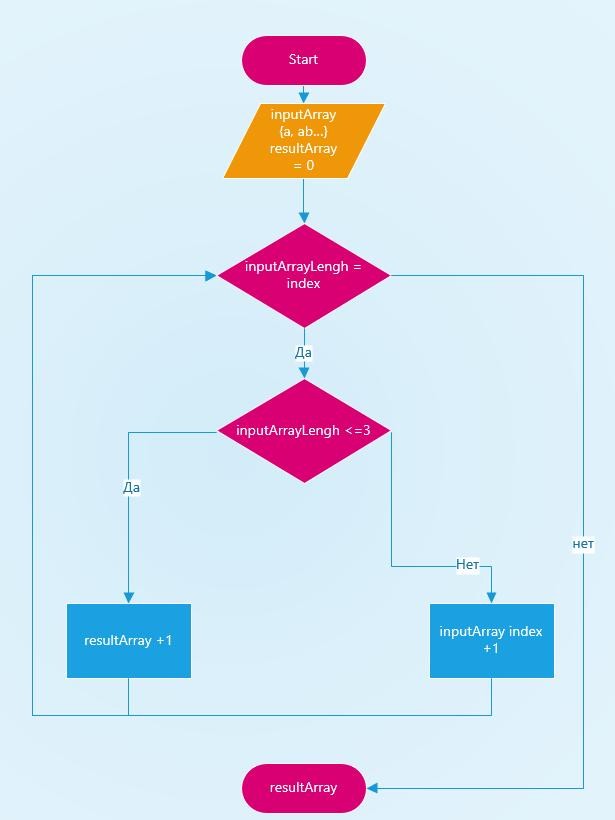 Start
inputArray
{a, ab...}
resultArray
= 0
inputArrayLengh =
index
Да
inputArrayLengh <=3
Да
нет
Нет
resultArray +1
inputArray index
+1
resultArray